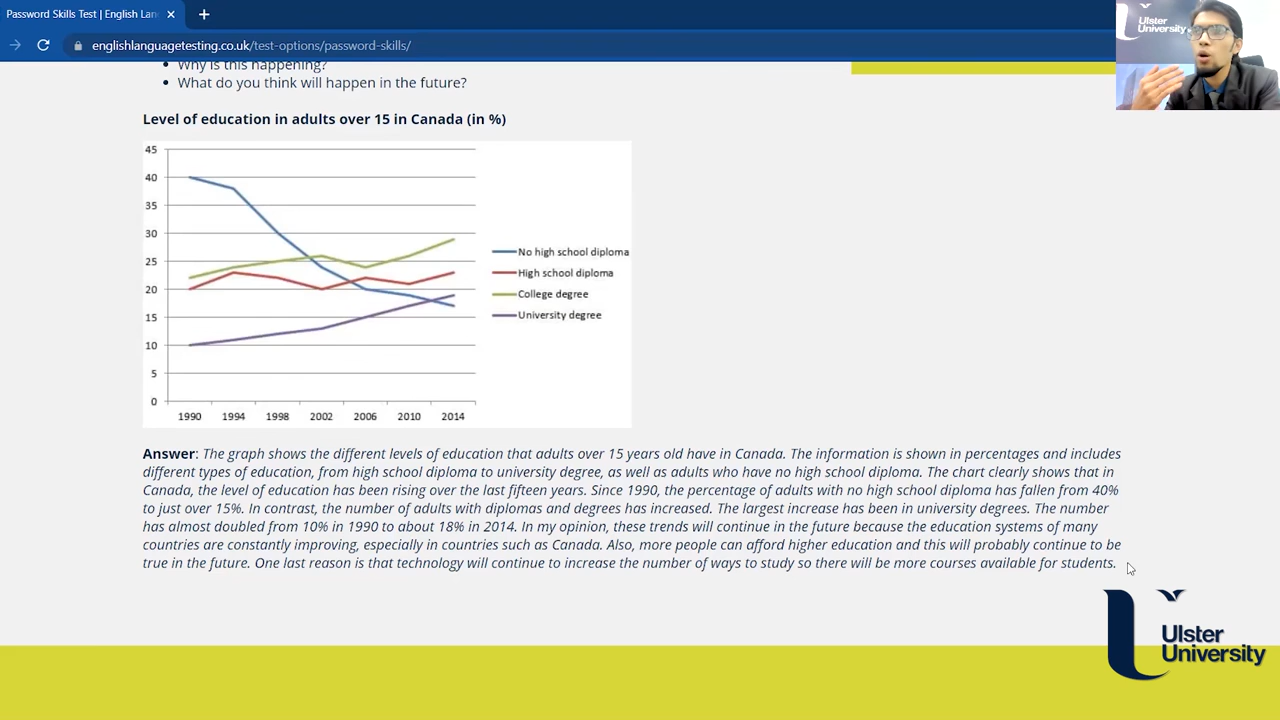 Password Skills Test | English Lan
englishlanguagetesting.co.uk/test-options/password-skills/
Ulster
University
Why is this happening?
What do you think will happen in the future?
Level of education in adults over 15 in Canada (in %)
45
40
35
30
25
20
15
10
5
0
1990 1994 1998 2002 2006 2010 2014
No high school diploma
High school diploma
College degree
University degree
Answer: The graph shows the different levels of education that adults over 15 years old have in Canada. The information is shown in percentages and includes
different types of education, from high school diploma to university degree, as well as adults who have no high school diploma. The chart clearly shows that in
Canada, the level of education has been rising over the last fifteen years. Since 1990, the percentage of adults with no high school diploma has fallen from 40%
to just over 15%. In contrast, the number of adults with diplomas and degrees has increased. The largest increase has been in university degrees. The number
has almost doubled from 10% in 1990 to about 18% in 2014. In my opinion, these trends will continue in the future because the education systems of many
countries are constantly improving, especially in countries such as Canada. Also, more people can afford higher education and this will probably continue to be
true in the future. One last reason is that technology will continue to increase the number of ways to study so there will be more courses available for students.
Ulster
University